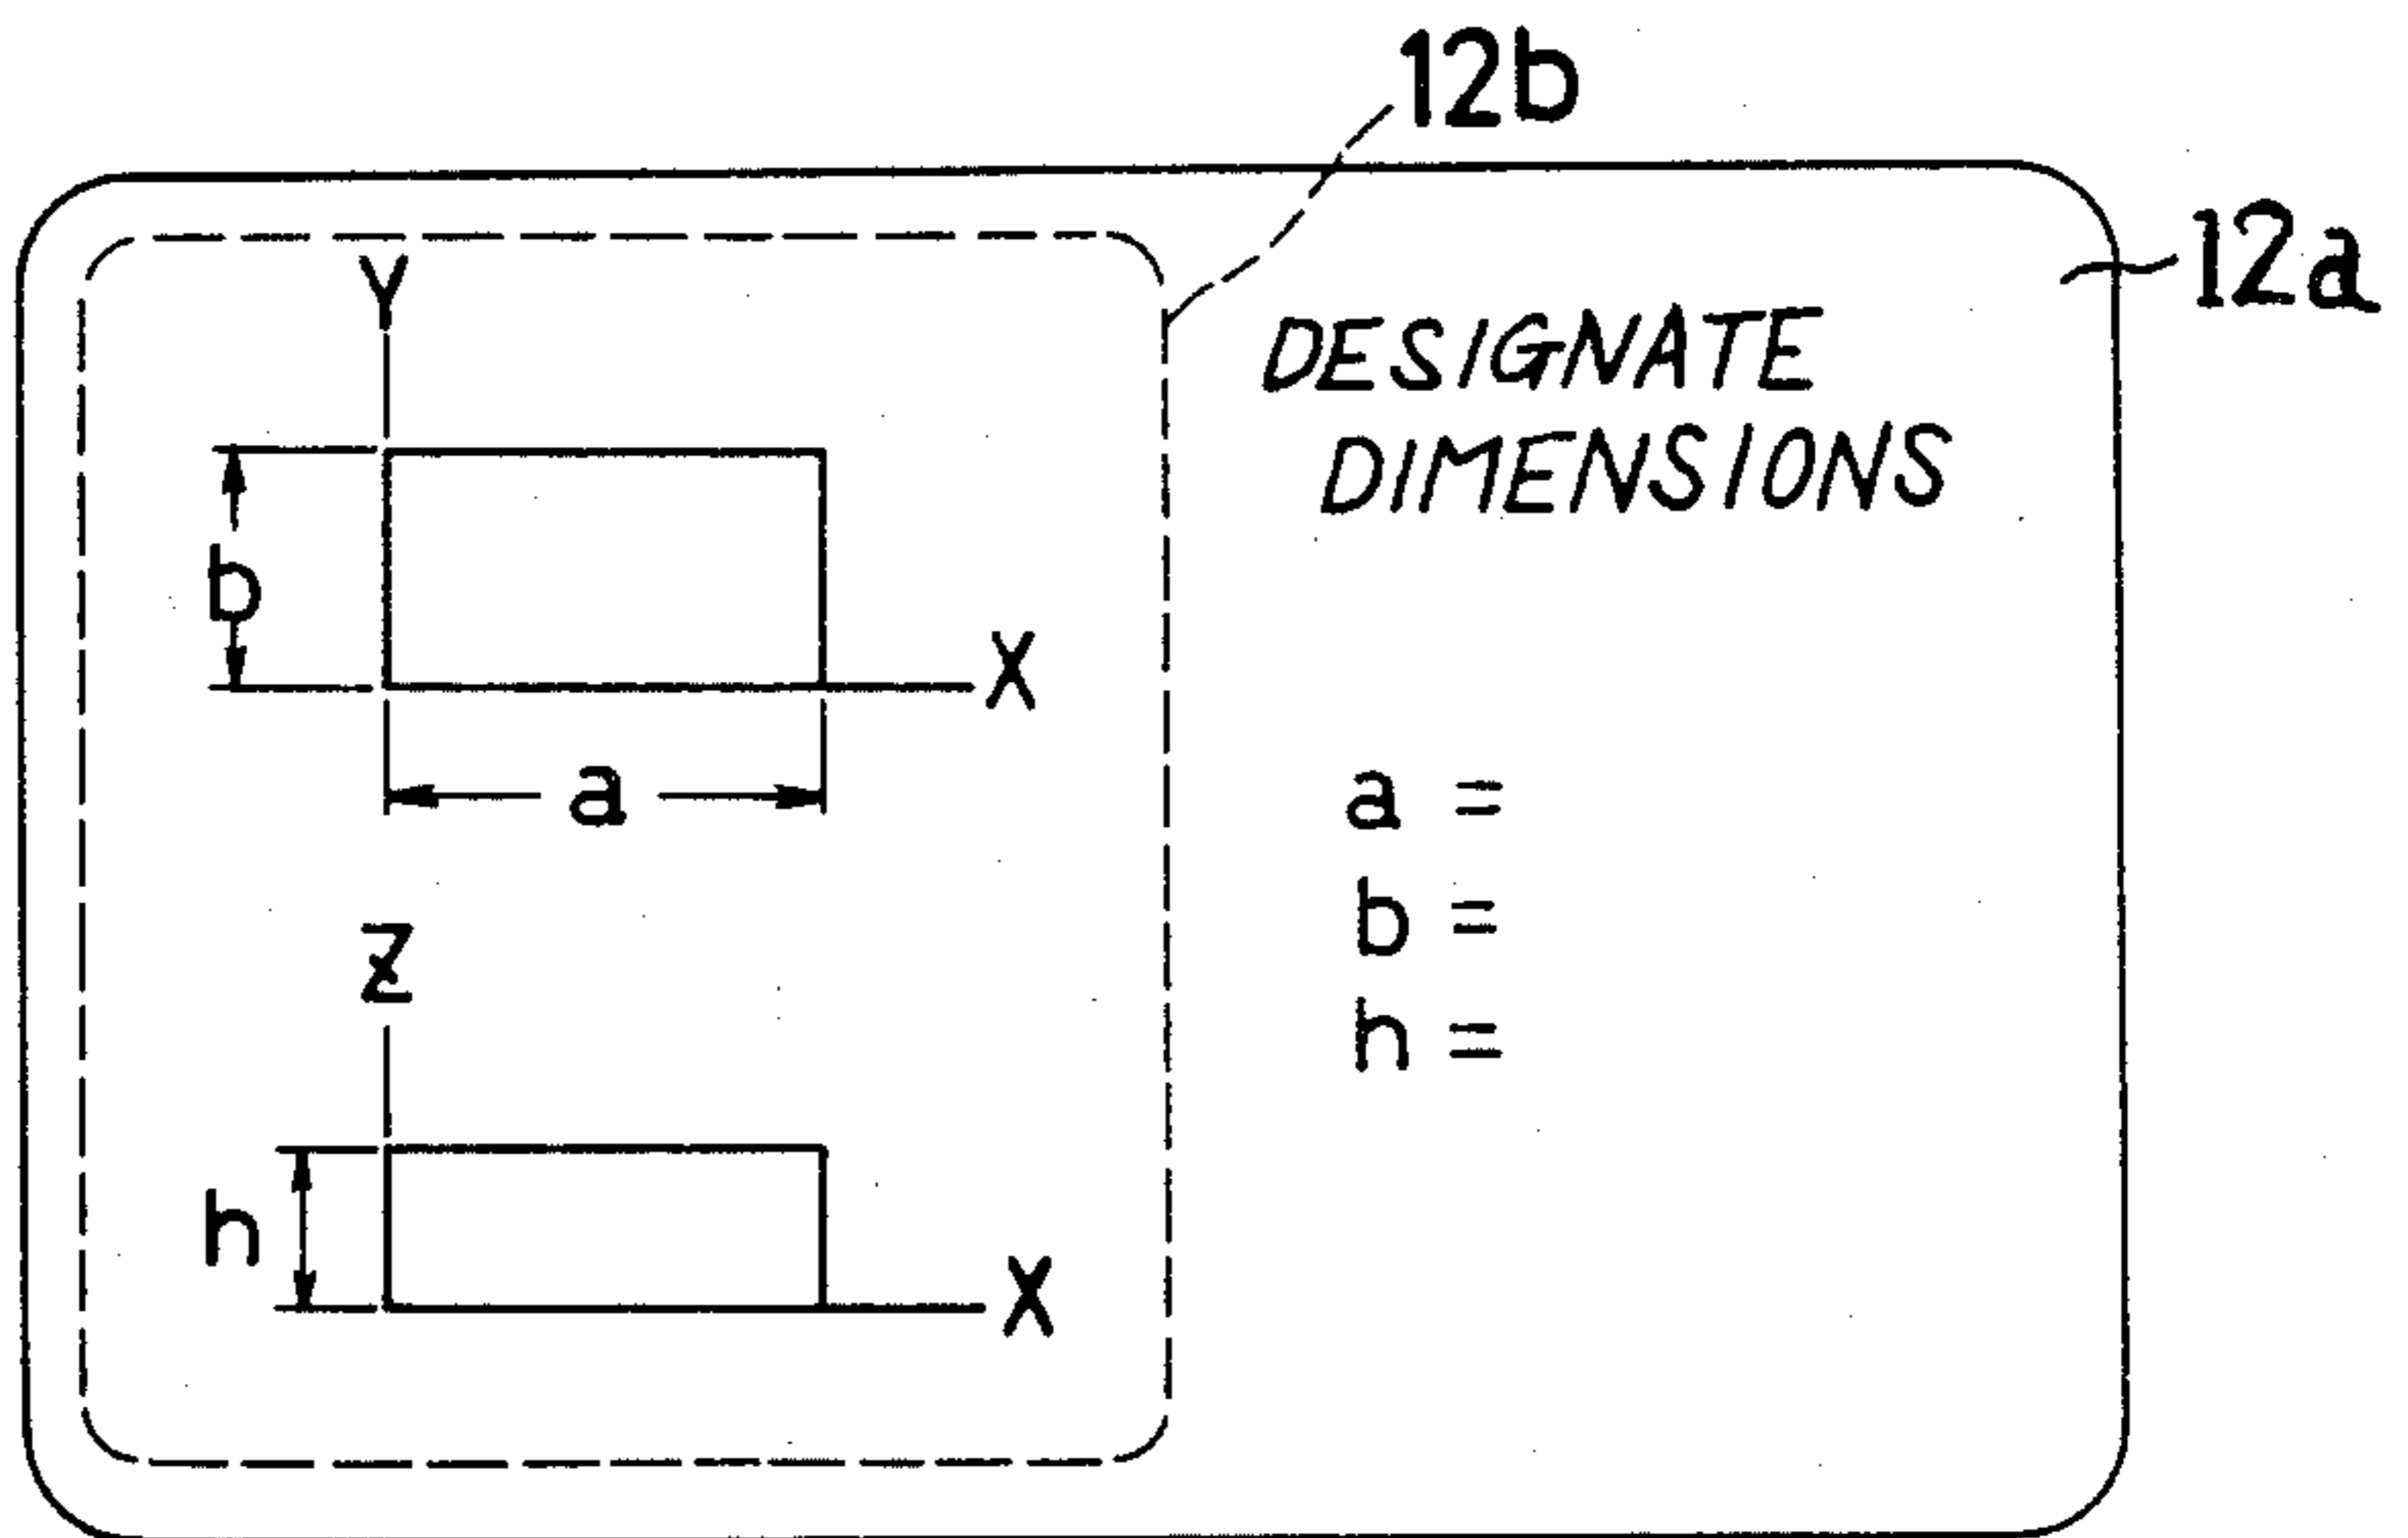 12b
12a
Y
DESIGNATE
DIMENSIONS
b
X
a
a =
b =
h =
Z
h
X